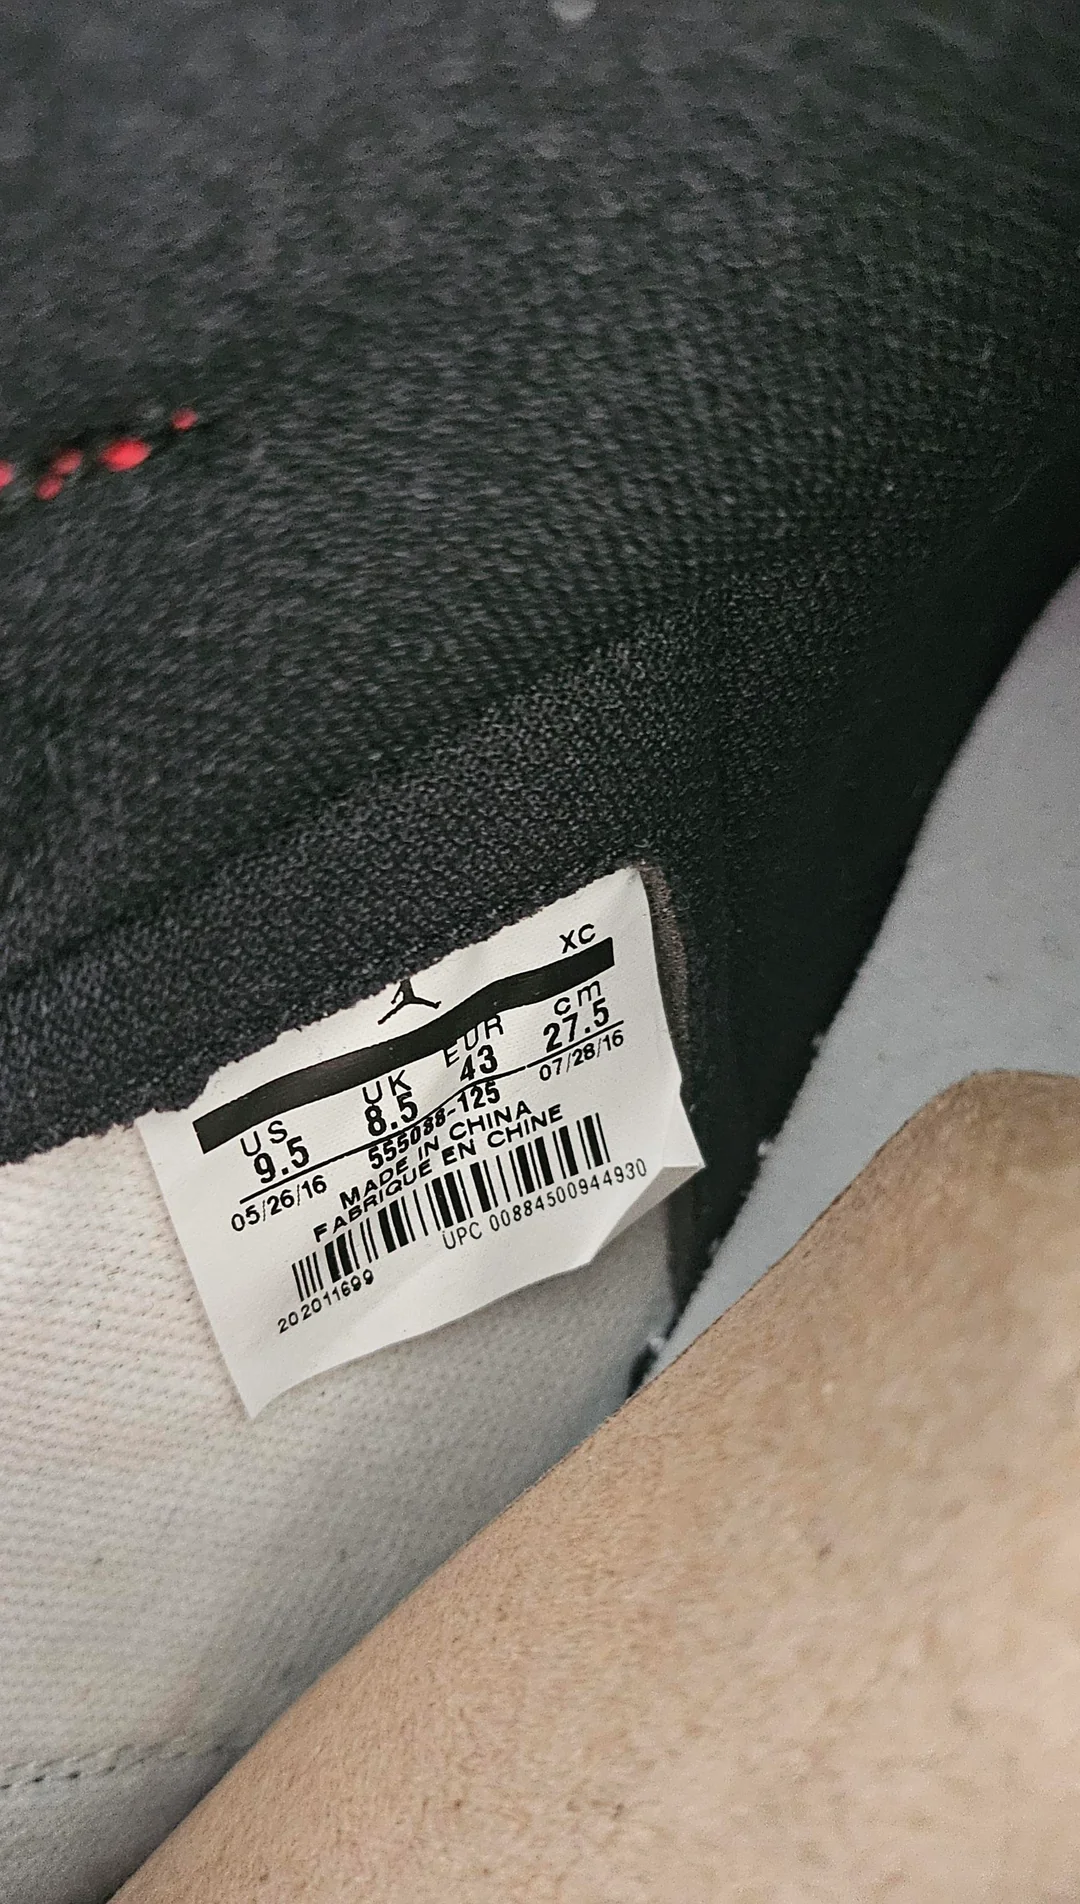 XC
US UK EUR cm
9.5 8.5 43 27.5
05/26/16 555088-125 07/28/16
MADE IN CHINA
FABRIQUE EN CHINE
202011699 UPC 00884500944930